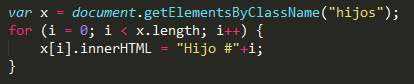 var x = document.getElementsByClassName("hijos");
for (i = 0; i < x.length; i++) {
    x[i].innerHTML = "Hijo #"+i;
}